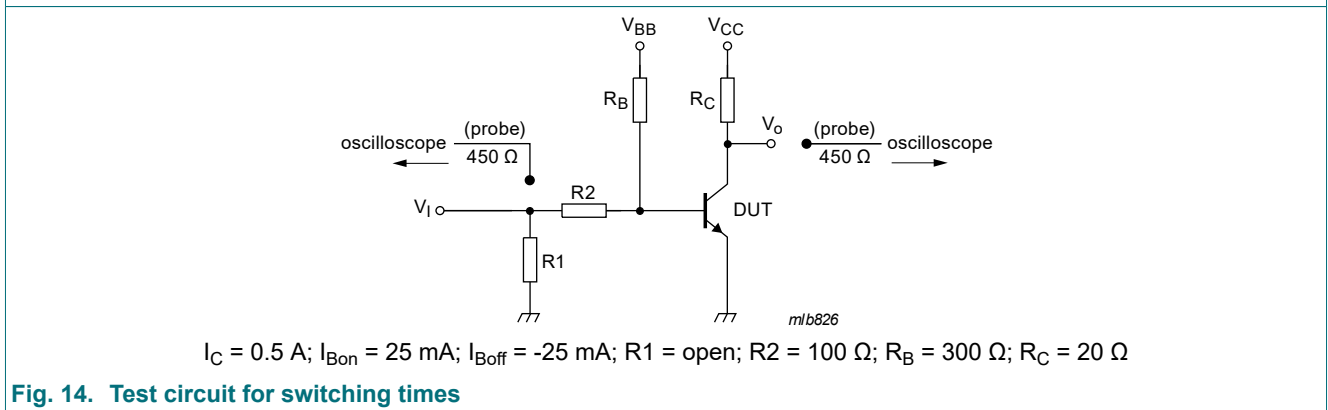 VBB
VCC
RB
RC
Vo
(probe)
450 Ω
oscilloscope
(probe)
450 Ω
oscilloscope
R2
VI
DUT
R1
mlb826
IC = 0.5 A; IBon = 25 mA; IBoff = -25 mA; R1 = open; R2 = 100 Ω; RB = 300 Ω; RC = 20 Ω
Fig. 14. Test circuit for switching times